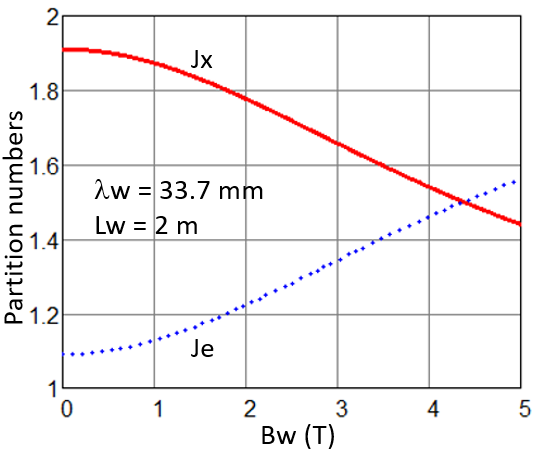 2
1.8
1.6
1.4
1.2
1
Partition numbers
Jx
λw = 33.7 mm
Lw = 2 m
Je
0 1 2 3 4 5
Bw (T)